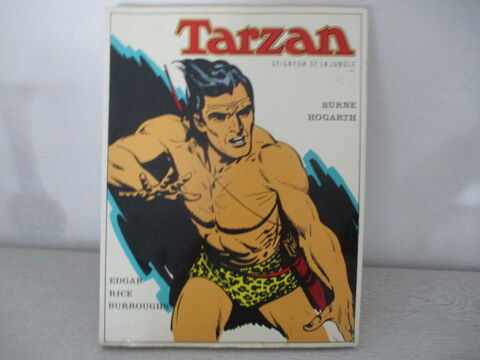 Tarzan
SEIGNEUR DE LA JUNGLE
BURNE
HOGARTH
EDGAR
RICE
BURROUGHS